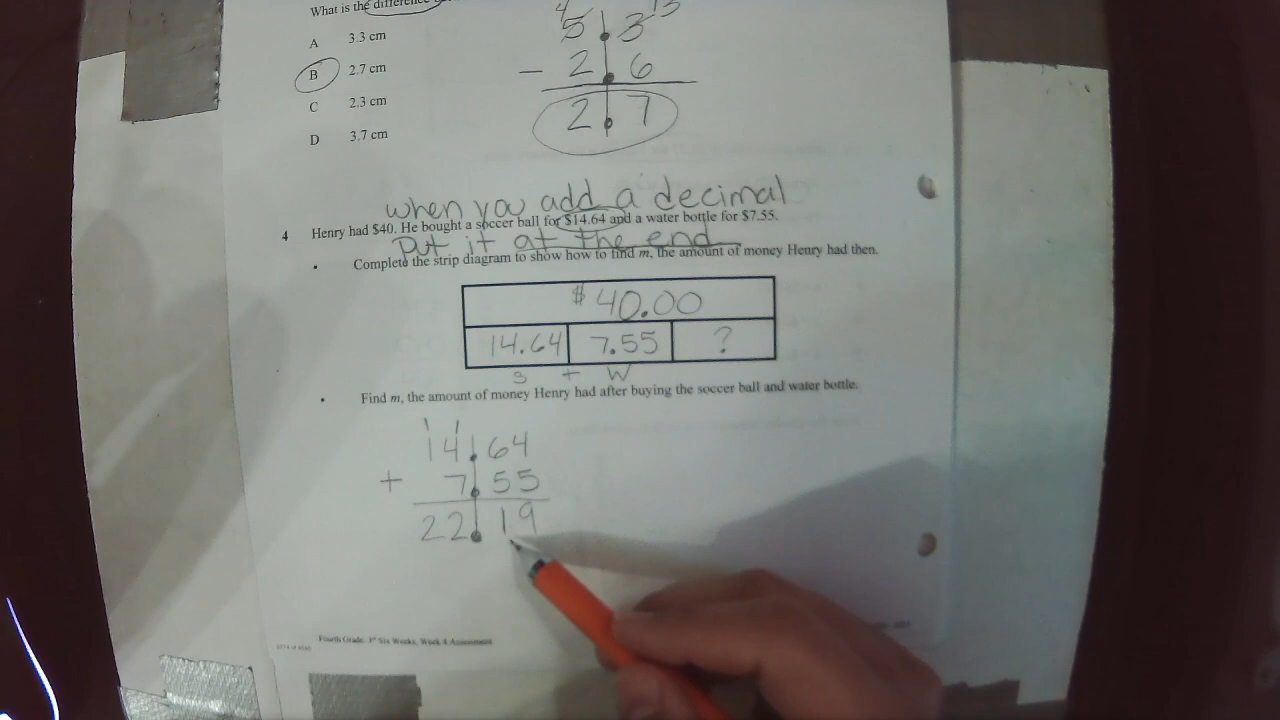 What is the difference
A 3.3 cm
B 2.7 cm
C 2.3 cm
D 3.7 cm
4 13
5.3
- 2.6
2.7
when you add a decimal
4 Henry had $40. He bought a soccer ball for $14.64 and a water bottle for $7.55.
Put it at the end
• Complete the strip diagram to show how to find m, the amount of money Henry had then.
$40.00
14.64 7.55 ?
s + w
• Find m, the amount of money Henry had after buying the soccer ball and water bottle.
1 1
14.64
+ 7.55
22.19
Fourth Grade: 1st Six Weeks, Week 4 Assessment